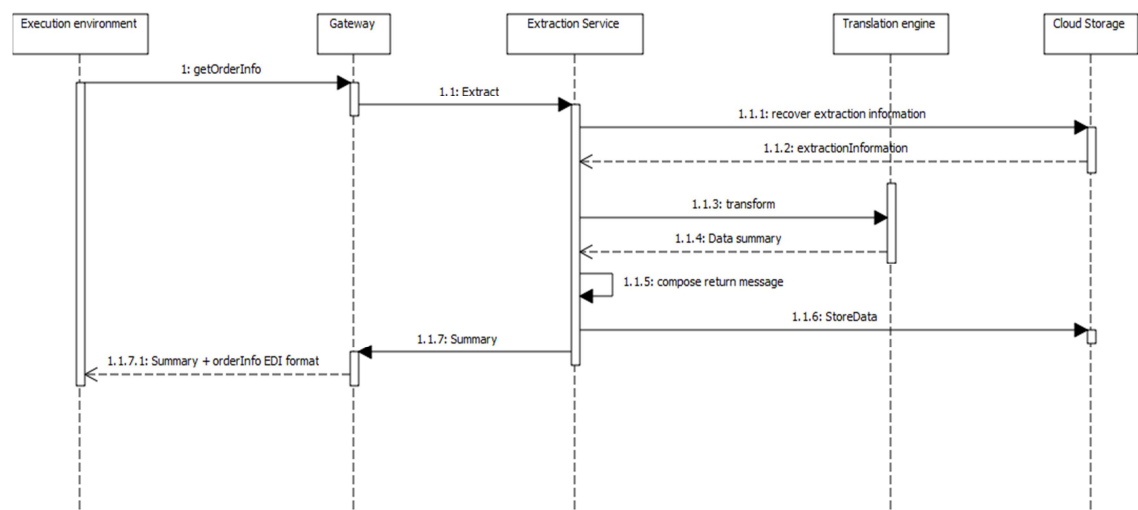 Execution environment
Gateway
Extraction Service
Translation engine
Cloud Storage
1: getOrderInfo
1.1: Extract
1.1.1: recover extraction information
1.1.2: extractionInformation
1.1.3: transform
1.1.4: Data summary
1.1.5: compose return message
1.1.6: StoreData
1.1.7: Summary
1.1.7.1: Summary + orderInfo EDI format